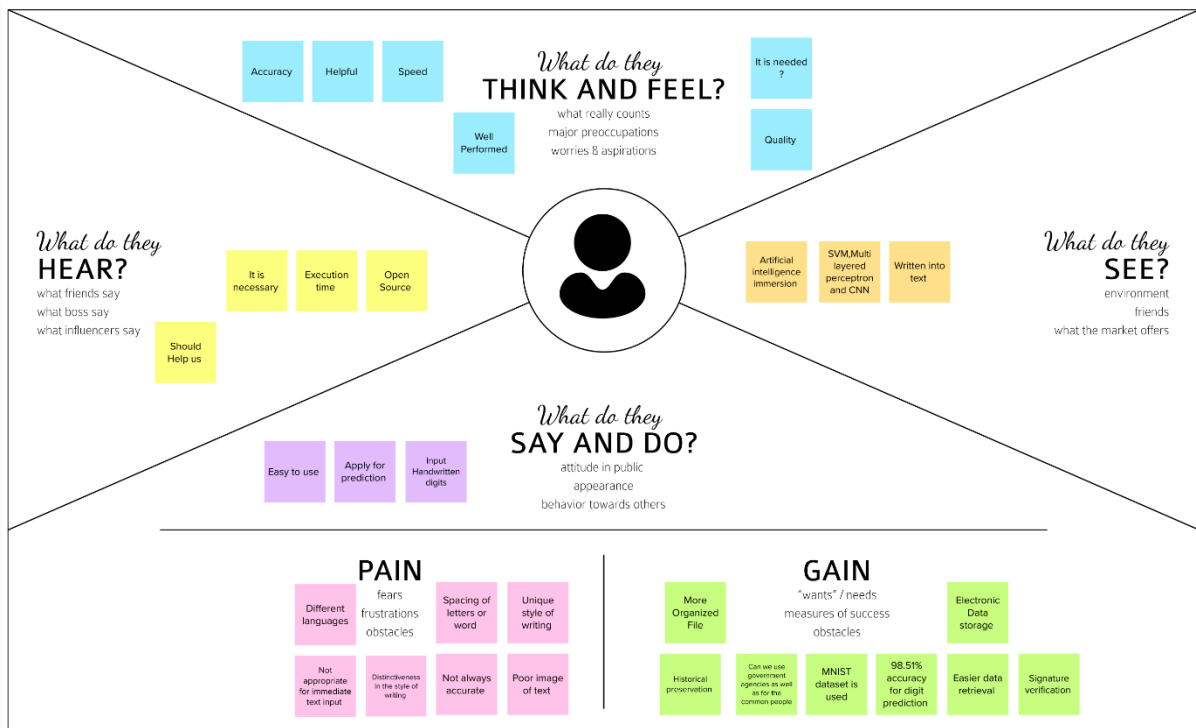 What do they
THINK AND FEEL?
what really counts
major preoccupations
worries & aspirations
Accuracy
Helpful
Speed
Well
Performed
It is needed
?
Quality
What do they
HEAR?
what friends say
what boss say
what influencers say
It is
necessary
Execution
time
Open
Source
Should
Help us
What do they
SEE?
environment
friends
what the market offers
Artificial
intelligence
immersion
SVM,Multi
layered
perceptron
and CNN
Written into
text
What do they
SAY AND DO?
attitude in public
appearance
behavior towards others
Easy to use
Apply for
prediction
Input
Handwritten
digits
PAIN
fears
frustrations
obstacles
Different
languages
Spacing of
letters or
word
Unique
style of
writing
Not
appropriate
for immediate
text input
Distinctiveness
in the style of
writing
Not always
accurate
Poor image
of text
GAIN
"wants" / needs
measures of success
obstacles
More
Organized
File
Electronic
Data
storage
Historical
preservation
Can we use
government
agencies as well
as for the
common people
MNIST
dataset is
used
98.51%
accuracy
for digit
prediction
Easier data
retrieval
Signature
verification